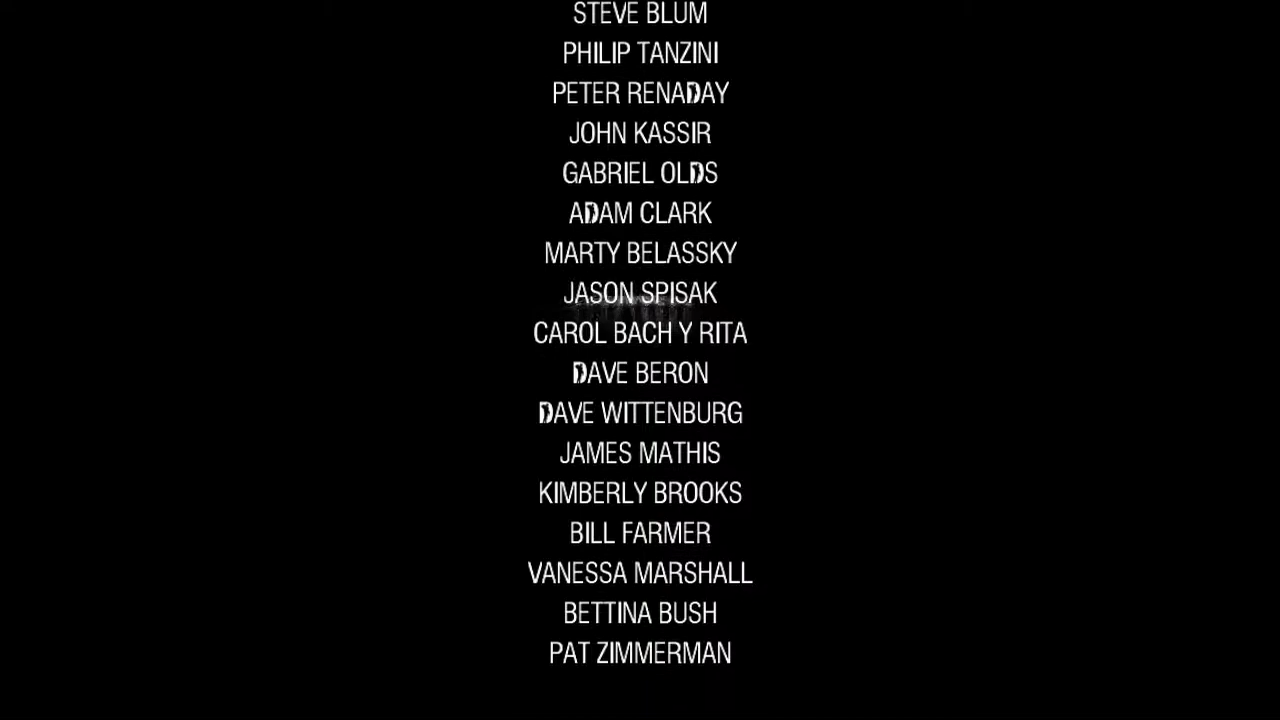 STEVE BLUM
PHILIP TANZINI
PETER RENADAY
JOHN KASSIR
GABRIEL OLDS
ADAM CLARK
MARTY BELASSKY
JASON SPISAK
CAROL BACH Y RITA
DAVE BERON
DAVE WITTENBURG
JAMES MATHIS
KIMBERLY BROOKS
BILL FARMER
VANESSA MARSHALL
BETTINA BUSH
PAT ZIMMERMAN